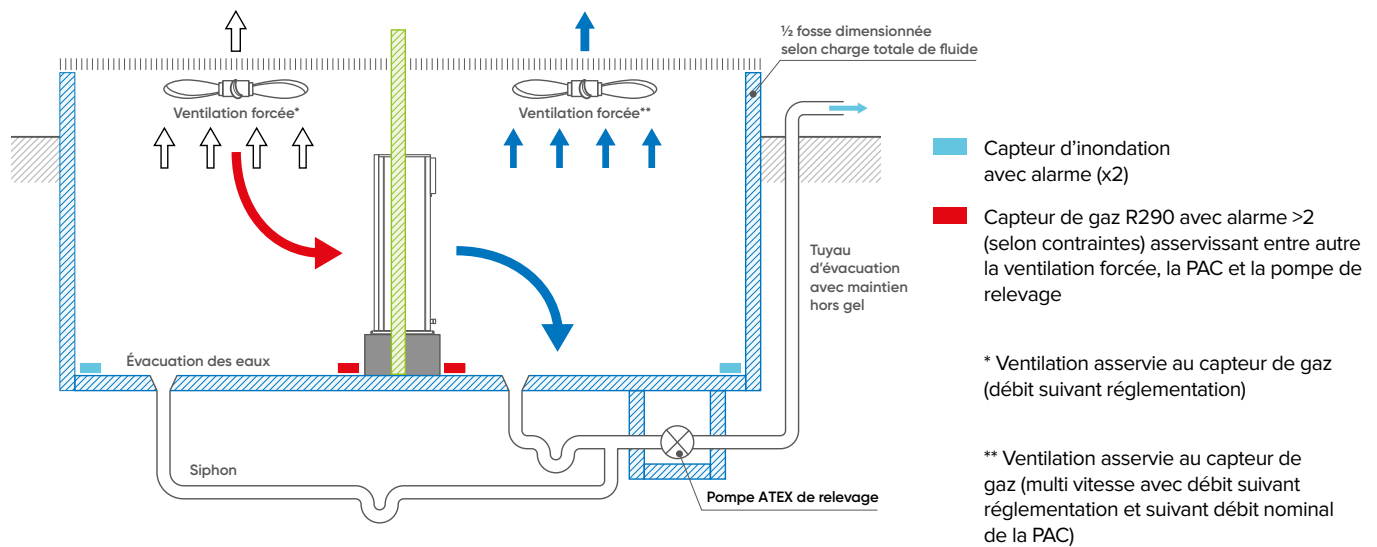 ½ fosse dimensionnée
selon charge totale de fluide
Ventilation forcée*
Ventilation forcée**
Tuyau
d’évacuation
avec maintien
hors gel
Évacuation des eaux
Siphon
Pompe ATEX de relevage
Capteur d’inondation
avec alarme (x2)
Capteur de gaz R290 avec alarme >2
(selon contraintes) asservissant entre autre
la ventilation forcée, la PAC et la pompe de
relevage
* Ventilation asservie au capteur de gaz
(débit suivant réglementation)
** Ventilation asservie au capteur de
gaz (multi vitesse avec débit suivant
réglementation et suivant débit nominal
de la PAC)